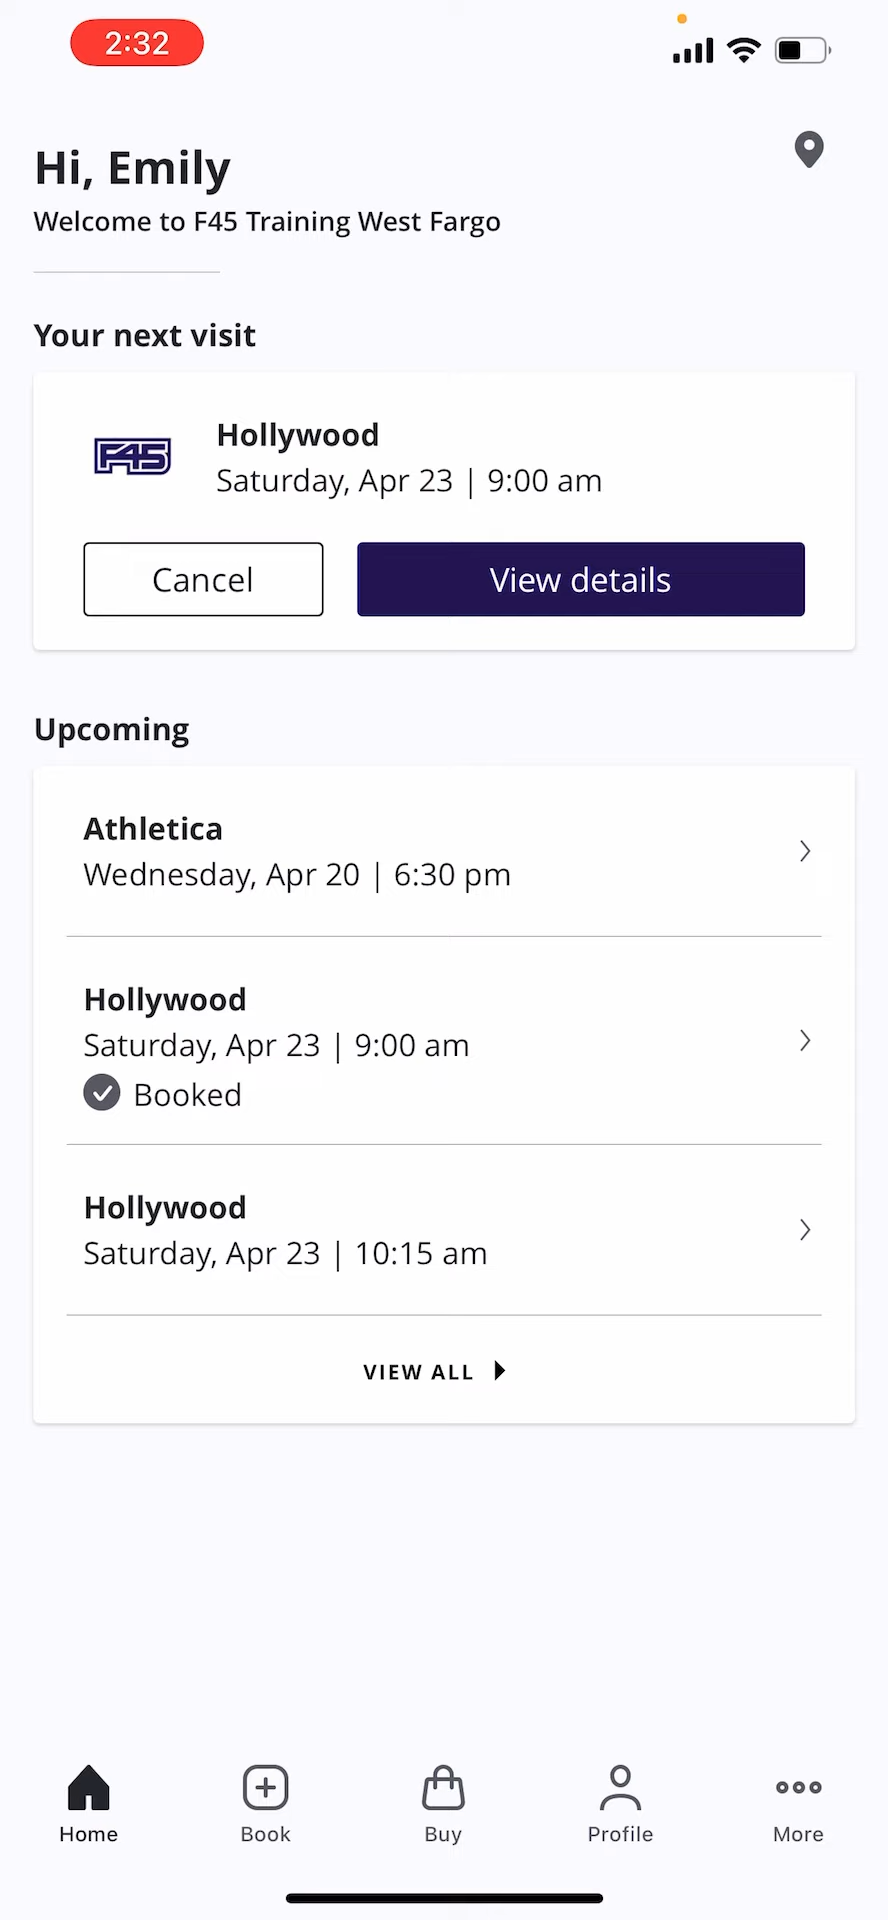 2:32
Hi, Emily
Welcome to F45 Training West Fargo
Your next visit
F45
Hollywood
Saturday, Apr 23 | 9:00 am
Cancel
View details
Upcoming
Athletica
Wednesday, Apr 20 | 6:30 pm
Hollywood
Saturday, Apr 23 | 9:00 am
Booked
Hollywood
Saturday, Apr 23 | 10:15 am
VIEW ALL
Home
Book
Buy
Profile
More